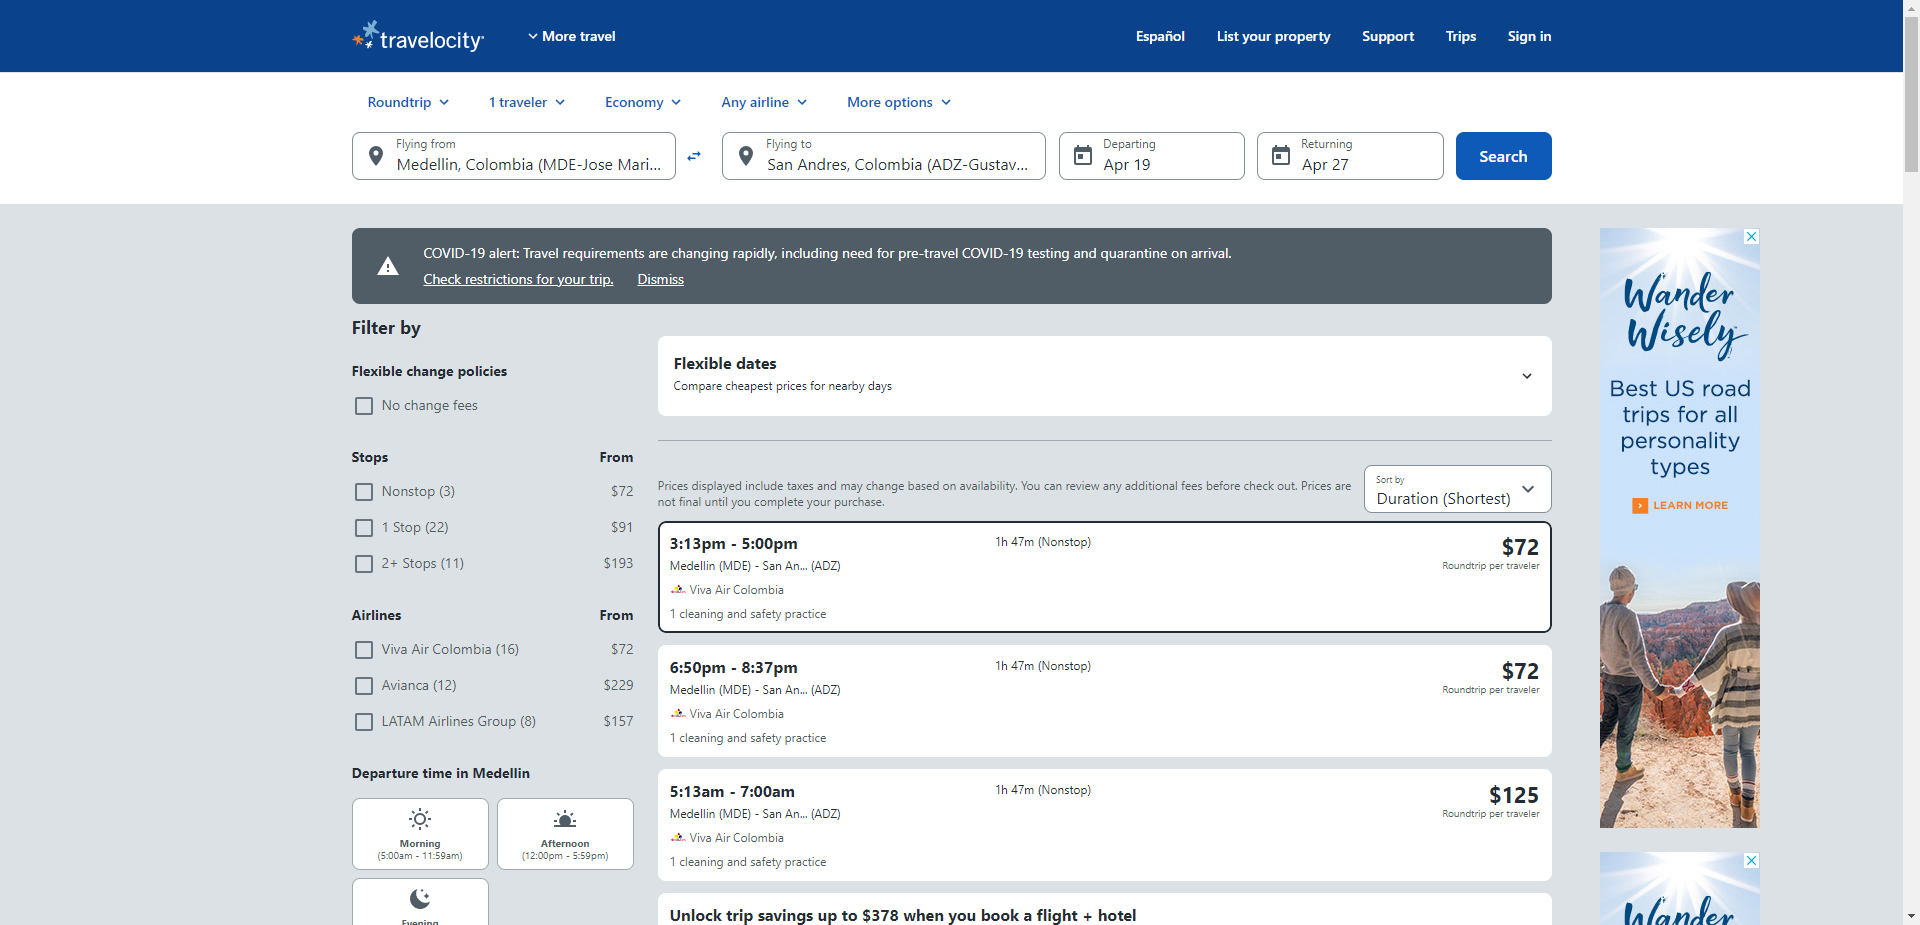 travelocity
More travel
Español
List your property
Support
Trips
Sign in
Roundtrip
1 traveler
Economy
Any airline
More options
Flying from
Medellin, Colombia (MDE-Jose Mari...
Flying to
San Andres, Colombia (ADZ-Gustav...
Departing
Apr 19
Returning
Apr 27
Search
COVID-19 alert: Travel requirements are changing rapidly, including need for pre-travel COVID-19 testing and quarantine on arrival.
Check restrictions for your trip. Dismiss
Filter by
Flexible change policies
No change fees
Stops From
Nonstop (3) $72
1 Stop (22) $91
2+ Stops (11) $193
Airlines From
Viva Air Colombia (16) $72
Avianca (12) $229
LATAM Airlines Group (8) $157
Departure time in Medellin
Morning
(5:00am - 11:59am)
Afternoon
(12:00pm - 5:59pm)
Evening
Flexible dates
Compare cheapest prices for nearby days
Prices displayed include taxes and may change based on availability. You can review any additional fees before check out. Prices are
not final until you complete your purchase.
Sort by
Duration (Shortest)
3:13pm - 5:00pm 1h 47m (Nonstop) $72
Medellin (MDE) - San An... (ADZ) Roundtrip per traveler
Viva Air Colombia
1 cleaning and safety practice
6:50pm - 8:37pm 1h 47m (Nonstop) $72
Medellin (MDE) - San An... (ADZ) Roundtrip per traveler
Viva Air Colombia
1 cleaning and safety practice
5:13am - 7:00am 1h 47m (Nonstop) $125
Medellin (MDE) - San An... (ADZ) Roundtrip per traveler
Viva Air Colombia
1 cleaning and safety practice
Unlock trip savings up to $378 when you book a flight + hotel
Wander
Wisely™
Best US road
trips for all
personality
types
LEARN MORE
Wander